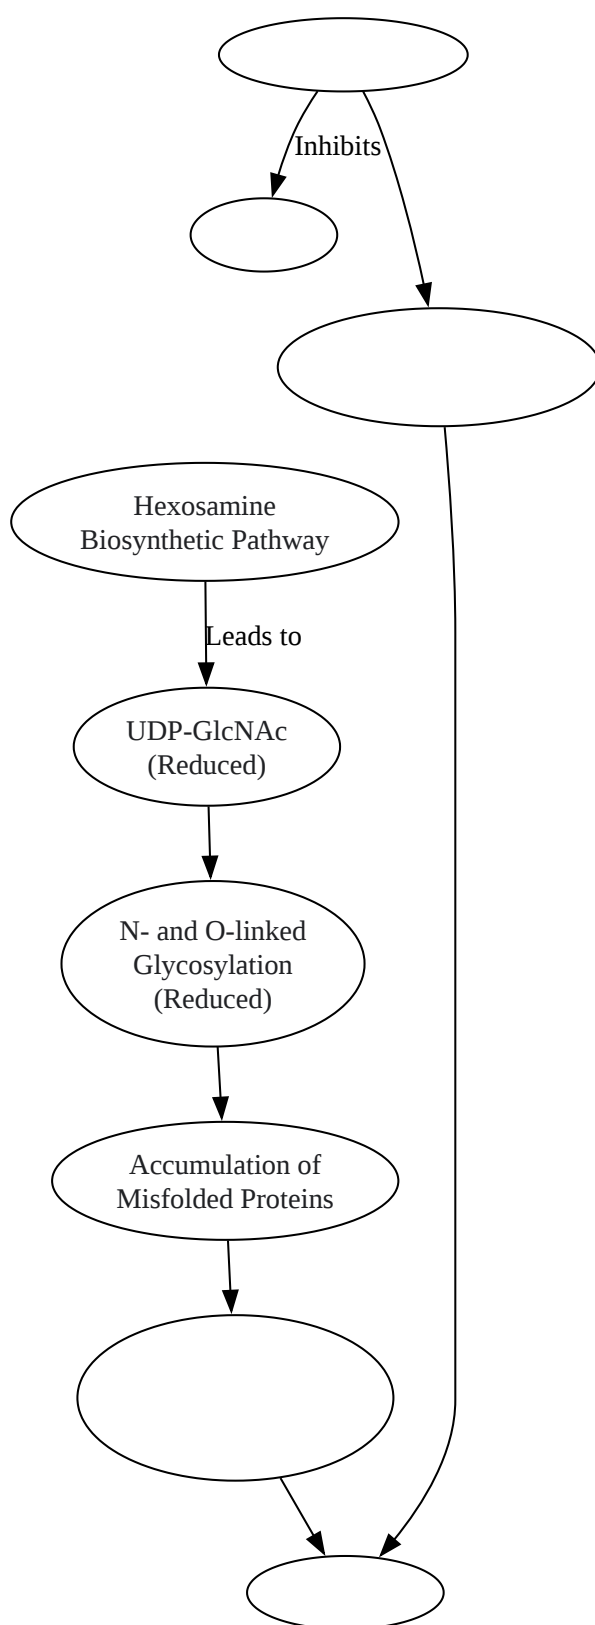 Inhibits
Hexosamine
Biosynthetic Pathway
Leads to
UDP-GlcNAc
(Reduced)
N- and O-linked
Glycosylation
(Reduced)
Accumulation of
Misfolded Proteins